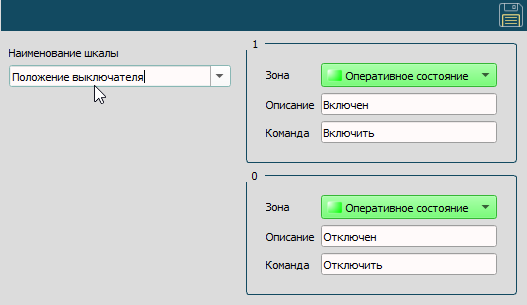 Наименование шкалы
Положение выключателя
1
Зона Оперативное состояние
Описание Включен
Команда Включить
0
Зона Оперативное состояние
Описание Отключен
Команда Отключить